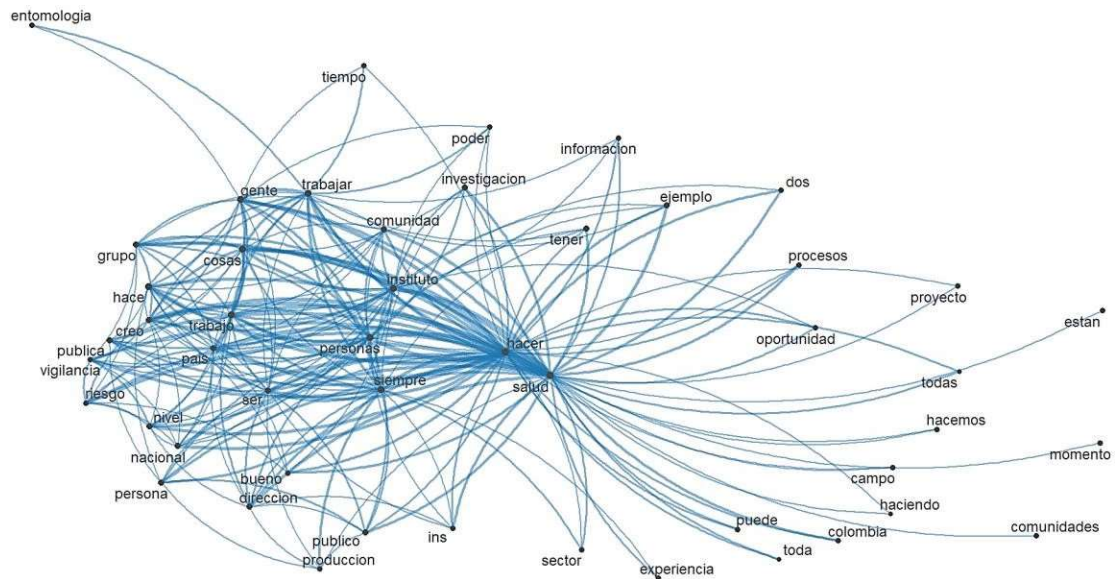 entomologia
tiempo
poder
informacion
investigacion
gente
trabajar
dos
ejemplo
comunidad
tener
grupo
cosas
procesos
instituto
hace
proyecto
trabajo
creo
estan
oportunidad
personas
hacer
publica
pais
vigilancia
siempre
salud
todas
riesgo
ser
nivel
hacemos
nacional
momento
bueno
campo
persona
direccion
haciendo
puede
colombia
comunidades
publico
ins
toda
produccion
sector
experiencia